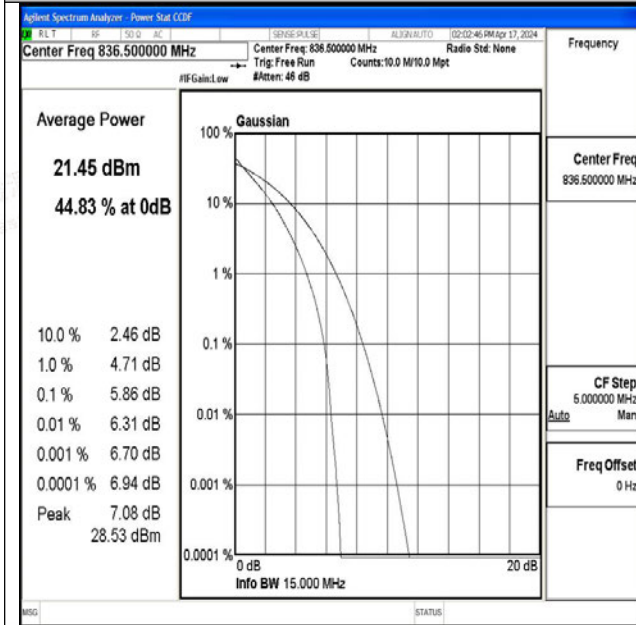 Agilent Spectrum Analyzer - Power Stat CCDF
RLT RF 50 Ω AC SENSE:PULSE ALIGNAUTO 02:02:46 PM Apr 17, 2024
Center Freq 836.500000 MHz
Center Freq: 836.500000 MHz Radio Std: None
Trig: Free Run Counts:10.0 M/10.0 Mpt
#IFGain:Low #Atten: 46 dB
Frequency
Average Power
21.45 dBm
44.83 % at 0dB
10.0 % 2.46 dB
1.0 % 4.71 dB
0.1 % 5.86 dB
0.01 % 6.31 dB
0.001 % 6.70 dB
0.0001 % 6.94 dB
Peak 7.08 dB
28.53 dBm
Gaussian
100 %
10 %
1 %
0.1 %
0.01 %
0.001 %
0.0001 %
0 dB 20 dB
Info BW 15.000 MHz
Center Freq
836.500000 MHz
CF Step
5.000000 MHz
Auto Man
Freq Offset
0 Hz
MSG STATUS